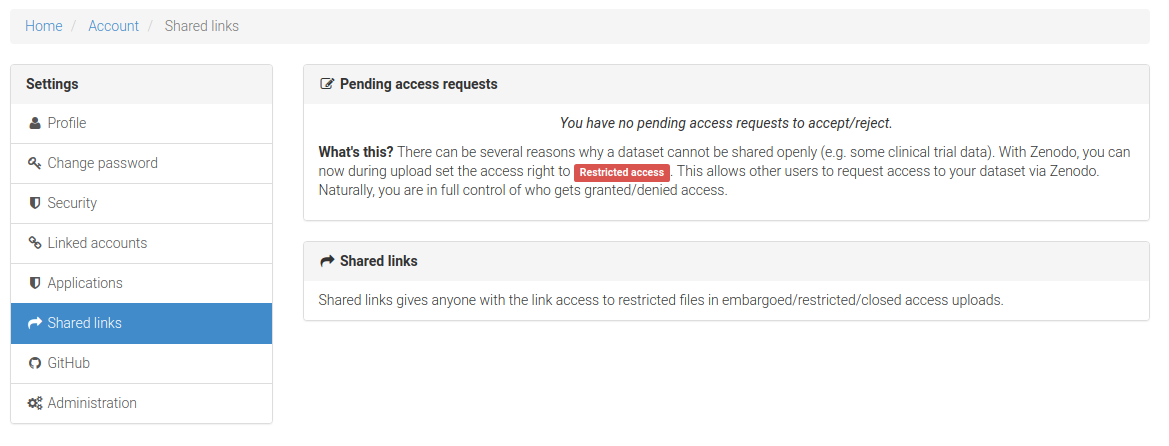 Home / Account / Shared links
Settings
Profile
Change password
Security
Linked accounts
Applications
Shared links
GitHub
Administration
Pending access requests
You have no pending access requests to accept/reject.
What's this? There can be several reasons why a dataset cannot be shared openly (e.g. some clinical trial data). With Zenodo, you can
now during upload set the access right to Restricted access . This allows other users to request access to your dataset via Zenodo.
Naturally, you are in full control of who gets granted/denied access.
Shared links
Shared links gives anyone with the link access to restricted files in embargoed/restricted/closed access uploads.